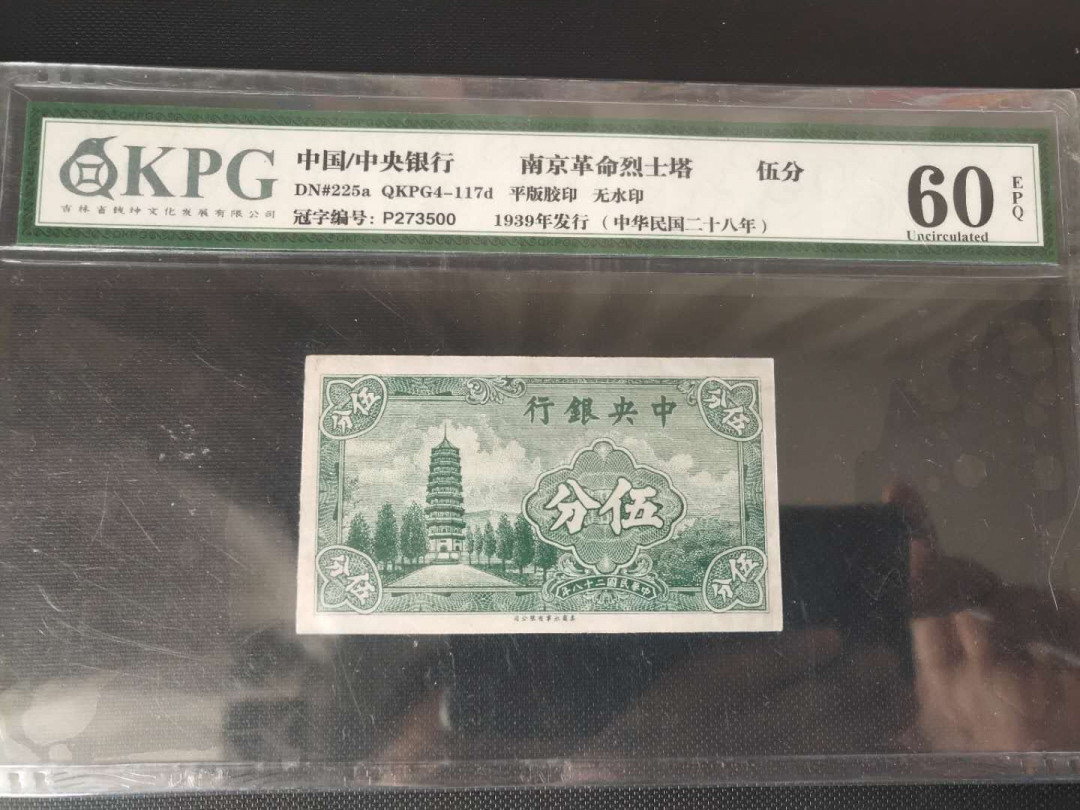 QKPG
吉林省钱坤文化发展有限公司
中国/中央银行 南京革命烈士塔 伍分
DN#225a QKPG4-117d 平版胶印 无水印
冠字编号: P273500 1939年发行 (中华民国二十八年)
60
Uncirculated
EPQ
伍分
伍分
行銀央中
分伍
年八十二國民華中
伍分
伍分